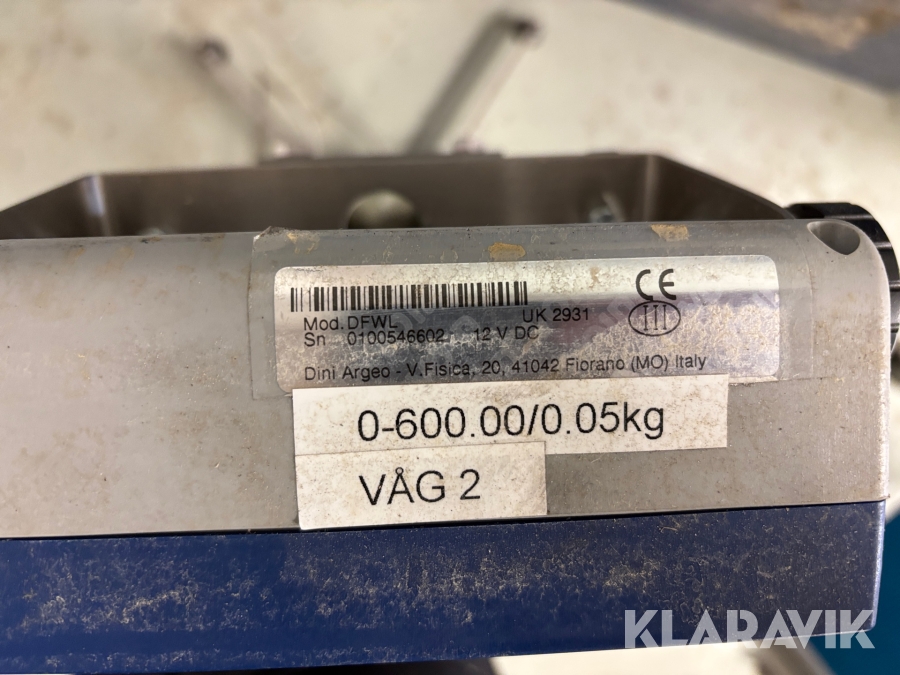 Mod. DFWL UK 2931
Sn 0100546602 12 V DC
CE
III
Dini Argeo - V.Fisica, 20, 41042 Fiorano (MO) Italy
0-600.00/0.05kg
VÅG 2
KLARAVIK